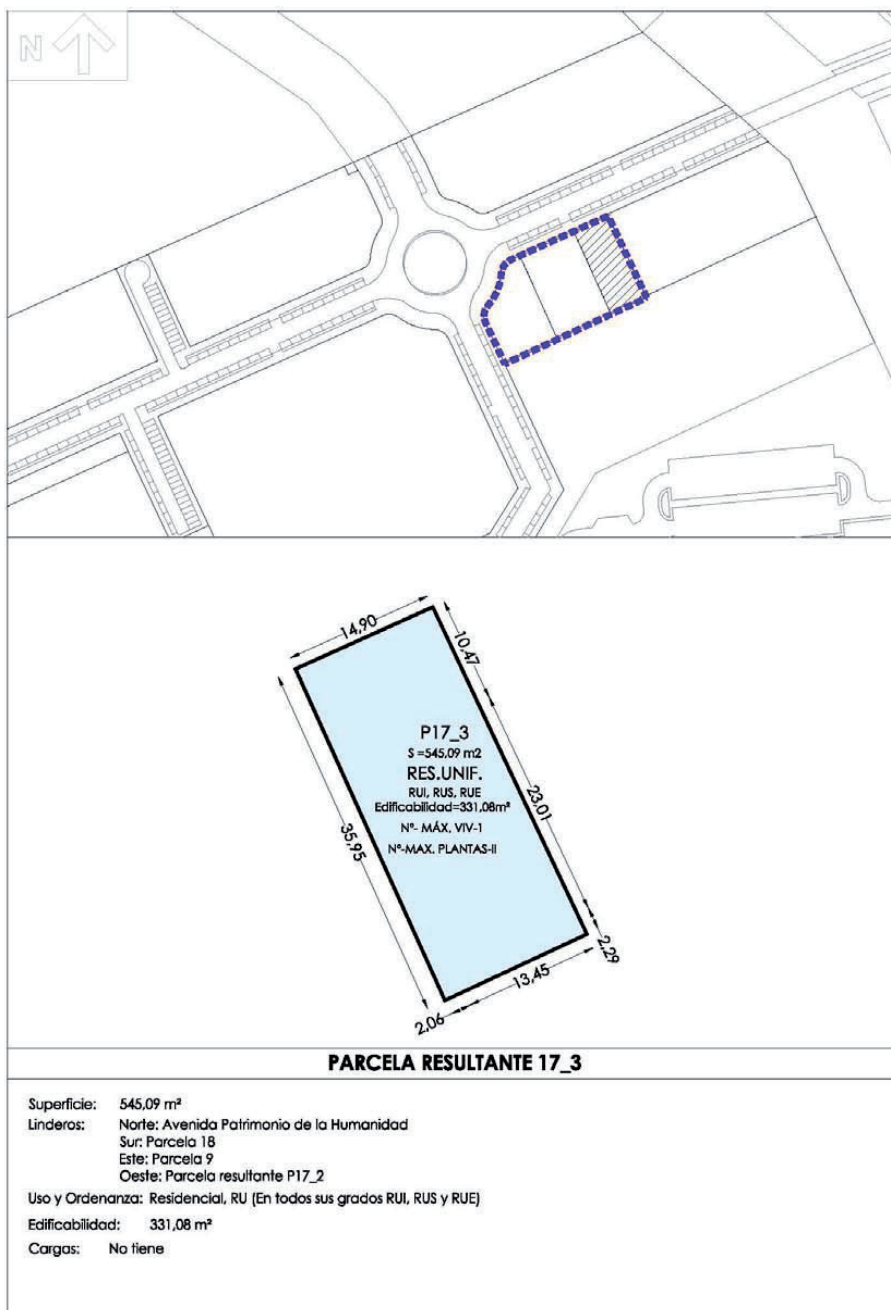 N
14,90
10,47
P17_3
S =545,09 m2
RES.UNIF.
RUI, RUS, RUE
Edificabilidad=331,08m²
Nº- MÁX. VIV-1
Nº-MAX. PLANTAS-II
23,01
35,95
2,29
13,45
2,06
PARCELA RESULTANTE 17_3
Superficie: 545,09 m²
Linderos: Norte: Avenida Patrimonio de la Humanidad
Sur: Parcela 18
Este: Parcela 9
Oeste: Parcela resultante P17_2
Uso y Ordenanza: Residencial, RU (En todos sus grados RUI, RUS y RUE)
Edificabilidad: 331,08 m²
Cargas: No tiene